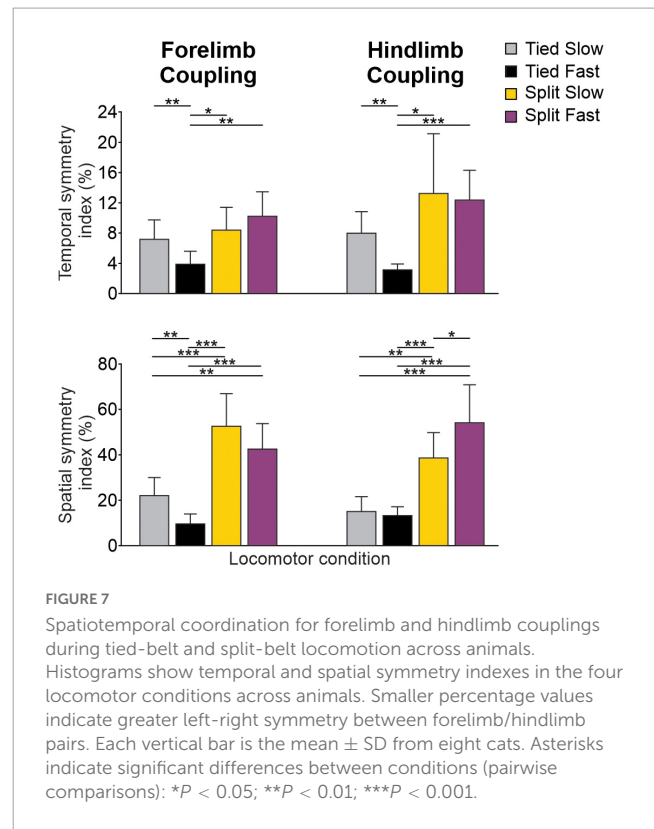 Forelimb
Coupling
Hindlimb
Coupling
Tied Slow
Tied Fast
Split Slow
Split Fast
Temporal symmetry
index (%)
24
20
16
12
8
4
0
**
*
**
**
*
***
Spatial symmetry
index (%)
80
60
40
20
0
**
***
***
***
**
*
***
**
***
***
Locomotor condition
FIGURE 7
Spatiotemporal coordination for forelimb and hindlimb couplings
during tied-belt and split-belt locomotion across animals.
Histograms show temporal and spatial symmetry indexes in the four
locomotor conditions across animals. Smaller percentage values
indicate greater left-right symmetry between forelimb/hindlimb
pairs. Each vertical bar is the mean ± SD from eight cats. Asterisks
indicate significant differences between conditions (pairwise
comparisons): *P < 0.05; **P < 0.01; ***P < 0.001.